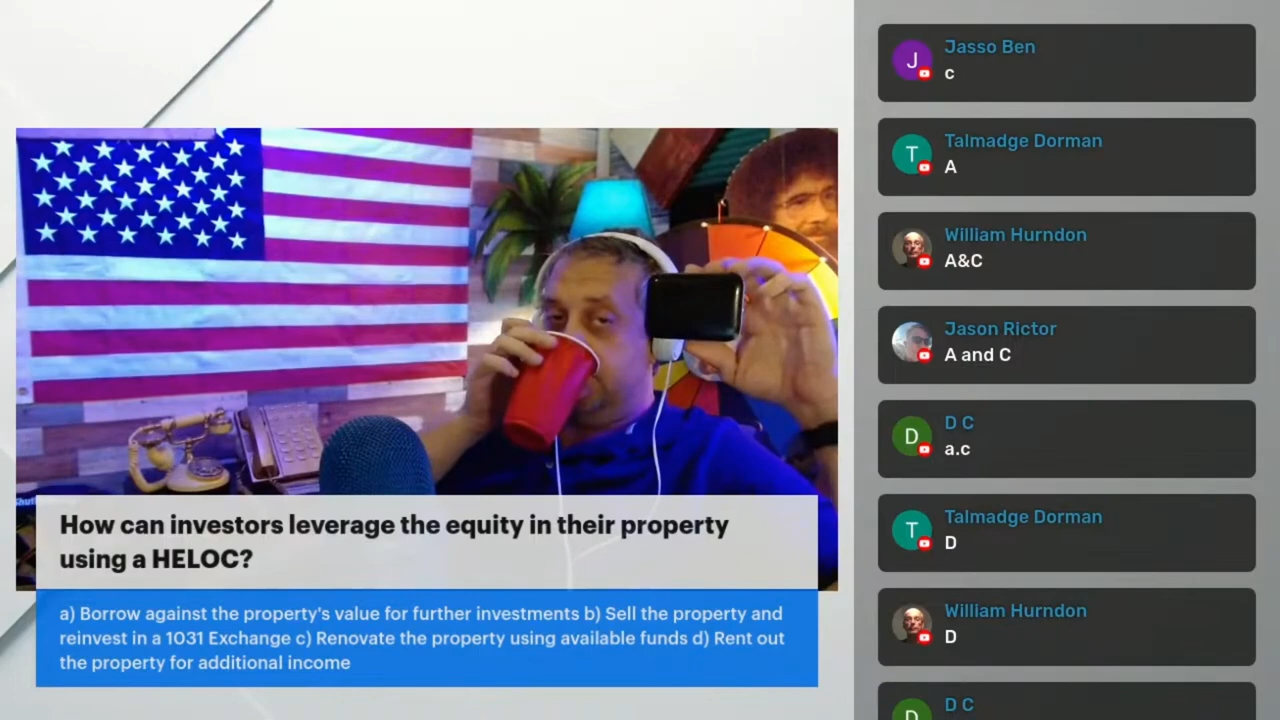 Jasso Ben
c
Talmadge Dorman
A
William Hurndon
A&C
Jason Rictor
A and C
D C
a.c
Talmadge Dorman
D
William Hurndon
D
D C
How can investors leverage the equity in their property
using a HELOC?
a) Borrow against the property's value for further investments b) Sell the property and
reinvest in a 1031 Exchange c) Renovate the property using available funds d) Rent out
the property for additional income
J
T
D
T
D